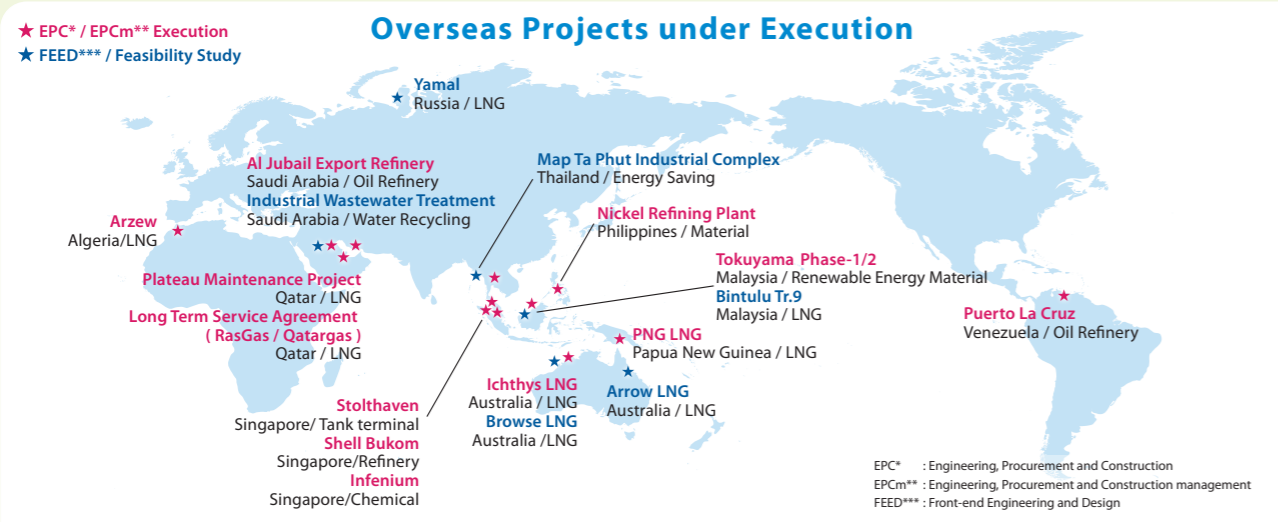 Overseas Projects under Execution
★ EPC* / EPCm** Execution
★ FEED*** / Feasibility Study
Yamal
Russia / LNG
Al Jubail Export Refinery
Saudi Arabia / Oil Refinery
Industrial Wastewater Treatment
Saudi Arabia / Water Recycling
Map Ta Phut Industrial Complex
Thailand / Energy Saving
Arzew
Algeria/LNG
Nickel Refining Plant
Philippines / Material
Plateau Maintenance Project
Qatar / LNG
Long Term Service Agreement
( RasGas / Qatargas )
Qatar / LNG
Tokuyama Phase-1/2
Malaysia / Renewable Energy Material
Bintulu Tr.9
Malaysia / LNG
Puerto La Cruz
Venezuela / Oil Refinery
PNG LNG
Papua New Guinea / LNG
Ichthys LNG
Australia / LNG
Browse LNG
Australia /LNG
Arrow LNG
Australia / LNG
Stolthaven
Singapore/ Tank terminal
Shell Bukom
Singapore/Refinery
Infenium
Singapore/Chemical
EPC* : Engineering, Procurement and Construction
EPCm** : Engineering, Procurement and Construction management
FEED*** : Front-end Engineering and Design